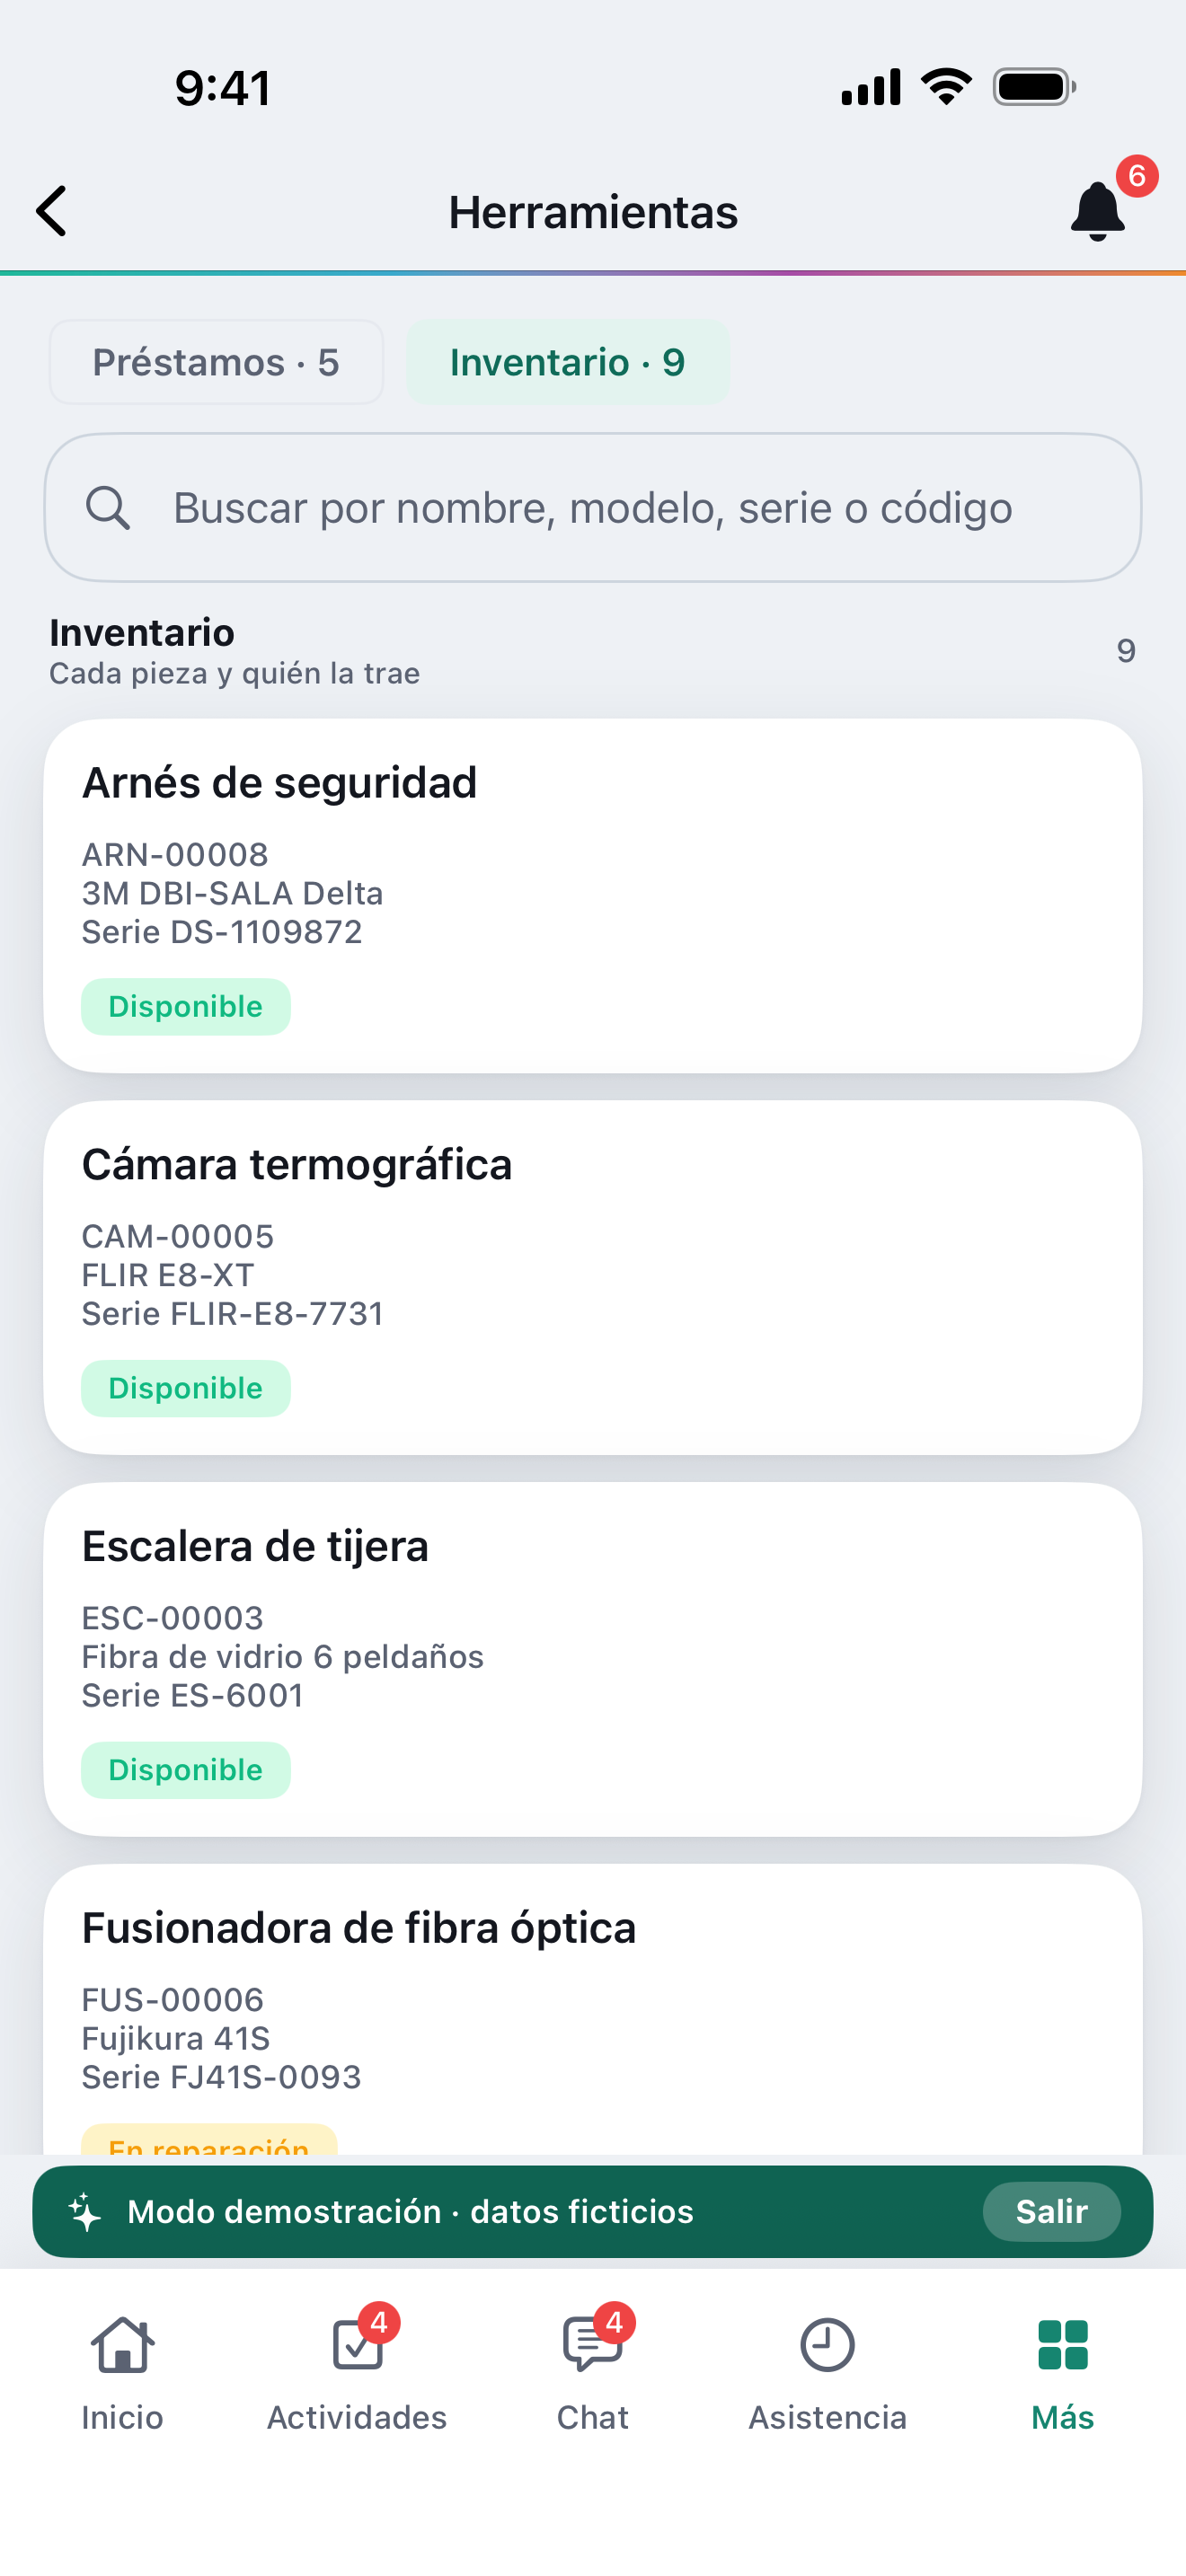 9:41
Herramientas
6
Préstamos · 5
Inventario · 9
Buscar por nombre, modelo, serie o código
Inventario
9
Cada pieza y quién la trae
Arnés de seguridad
ARN-00008
3M DBI-SALA Delta
Serie DS-1109872
Disponible
Cámara termográfica
CAM-00005
FLIR E8-XT
Serie FLIR-E8-7731
Disponible
Escalera de tijera
ESC-00003
Fibra de vidrio 6 peldaños
Serie ES-6001
Disponible
Fusionadora de fibra óptica
FUS-00006
Fujikura 41S
Serie FJ41S-0093
En reparación
Modo demostración · datos ficticios
Salir
4
4
Inicio
Actividades
Chat
Asistencia
Más